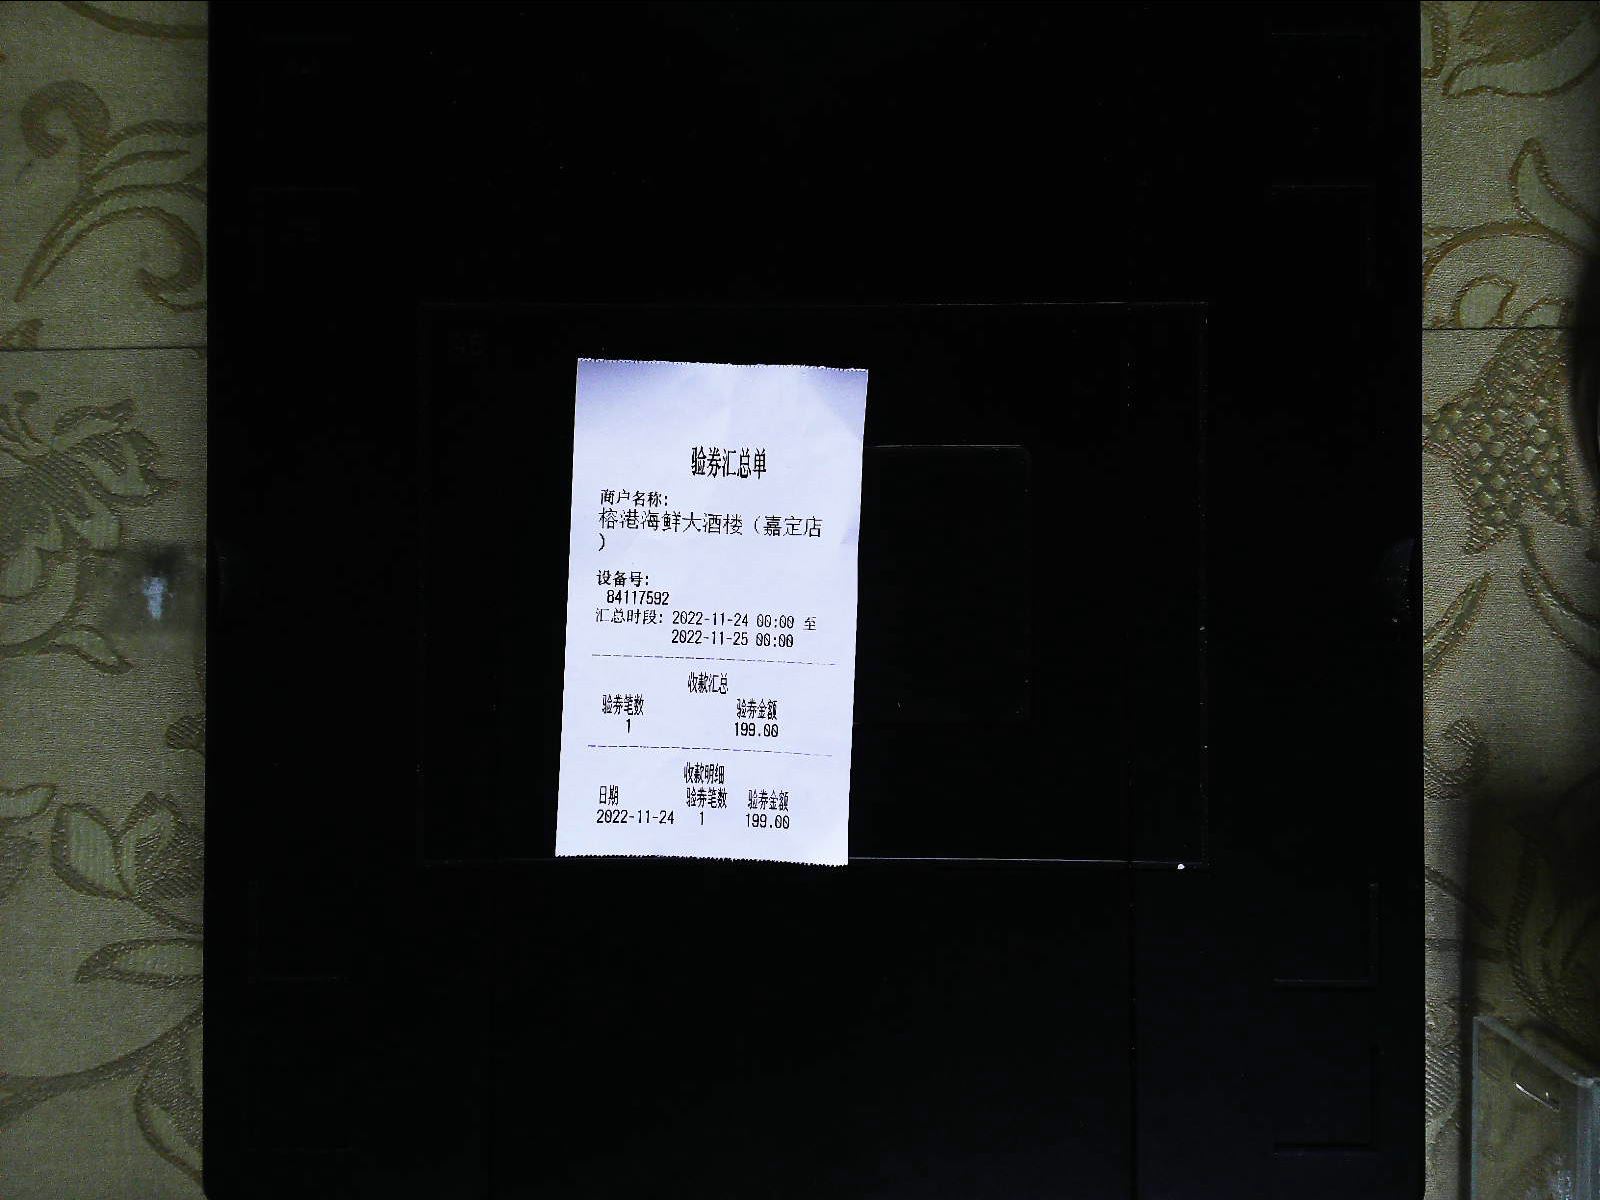 验券汇总单
商户名称:
榕港海鲜大酒楼（嘉定店
）
设备号:
84117592
汇总时段: 2022-11-24 00:00 至
2022-11-25 00:00
收款汇总
验券笔数 验券金额
1 199.00
收款明细
日期 验券笔数 验券金额
2022-11-24 1 199.00